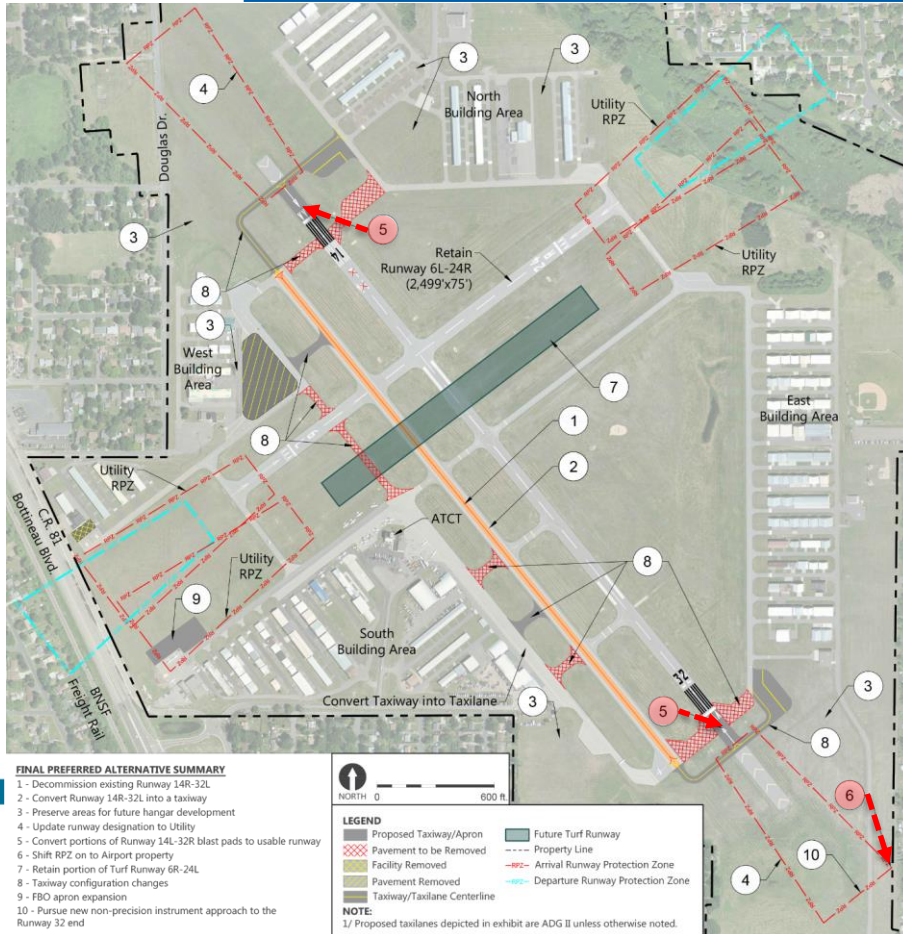 3
3
4
North
Building Area
Utility
RPZ
Douglas Dr.
5
3
14
Retain
Runway 6L-24R
(2,499'x75')
Utility
RPZ
8
3
West
Building
Area
7
East
Building Area
1
8
2
Utility
RPZ
C.R. 81
Bottineau Blvd.
ATCT
Utility
RPZ
8
9
South
Building Area
32
BNSF
Freight Rail
Convert Taxiway into Taxilane
3
5
3
8
6
4
10
FINAL PREFERRED ALTERNATIVE SUMMARY
1 - Decommission existing Runway 14R-32L
2 - Convert Runway 14R-32L into a taxiway
3 - Preserve areas for future hangar development
4 - Update runway designation to Utility
5 - Convert portions of Runway 14L-32R blast pads to usable runway
6 - Shift RPZ on to Airport property
7 - Retain portion of Turf Runway 6R-24L
8 - Taxiway configuration changes
9 - FBO apron expansion
10 - Pursue new non-precision instrument approach to the
Runway 32 end
NORTH 0 600 ft
LEGEND
Proposed Taxiway/Apron
Pavement to be Removed
Facility Removed
Pavement Removed
Taxiway/Taxilane Centerline
Future Turf Runway
Property Line
RPZ Arrival Runway Protection Zone
RPZ Departure Runway Protection Zone
NOTE:
1/ Proposed taxilanes depicted in exhibit are ADG II unless otherwise noted.